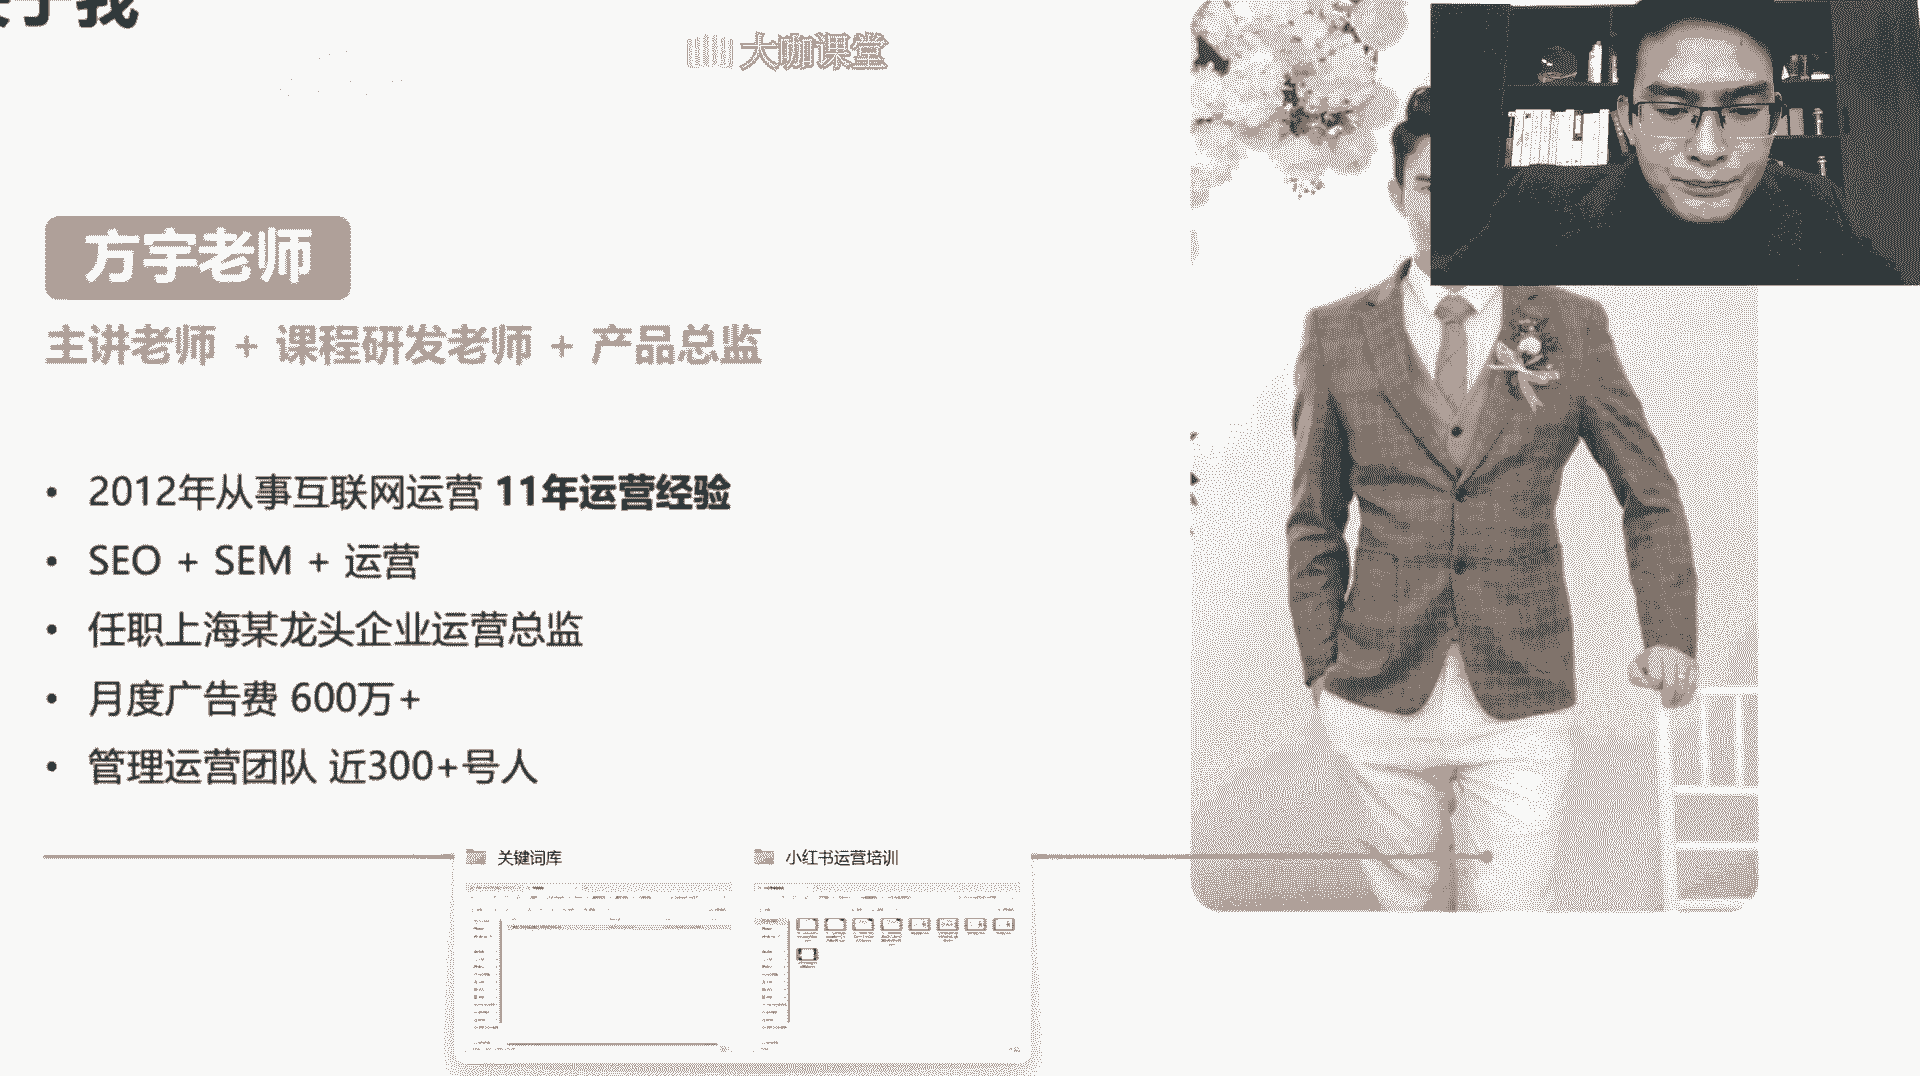 关于我
大咖课堂
方宇老师
主讲老师 + 课程研发老师 + 产品总监
• 2012年从事互联网运营 11年运营经验
• SEO + SEM + 运营
• 任职上海某龙头企业运营总监
• 月度广告费 600万+
• 管理运营团队 近300+号人
关键词库
小红书运营培训